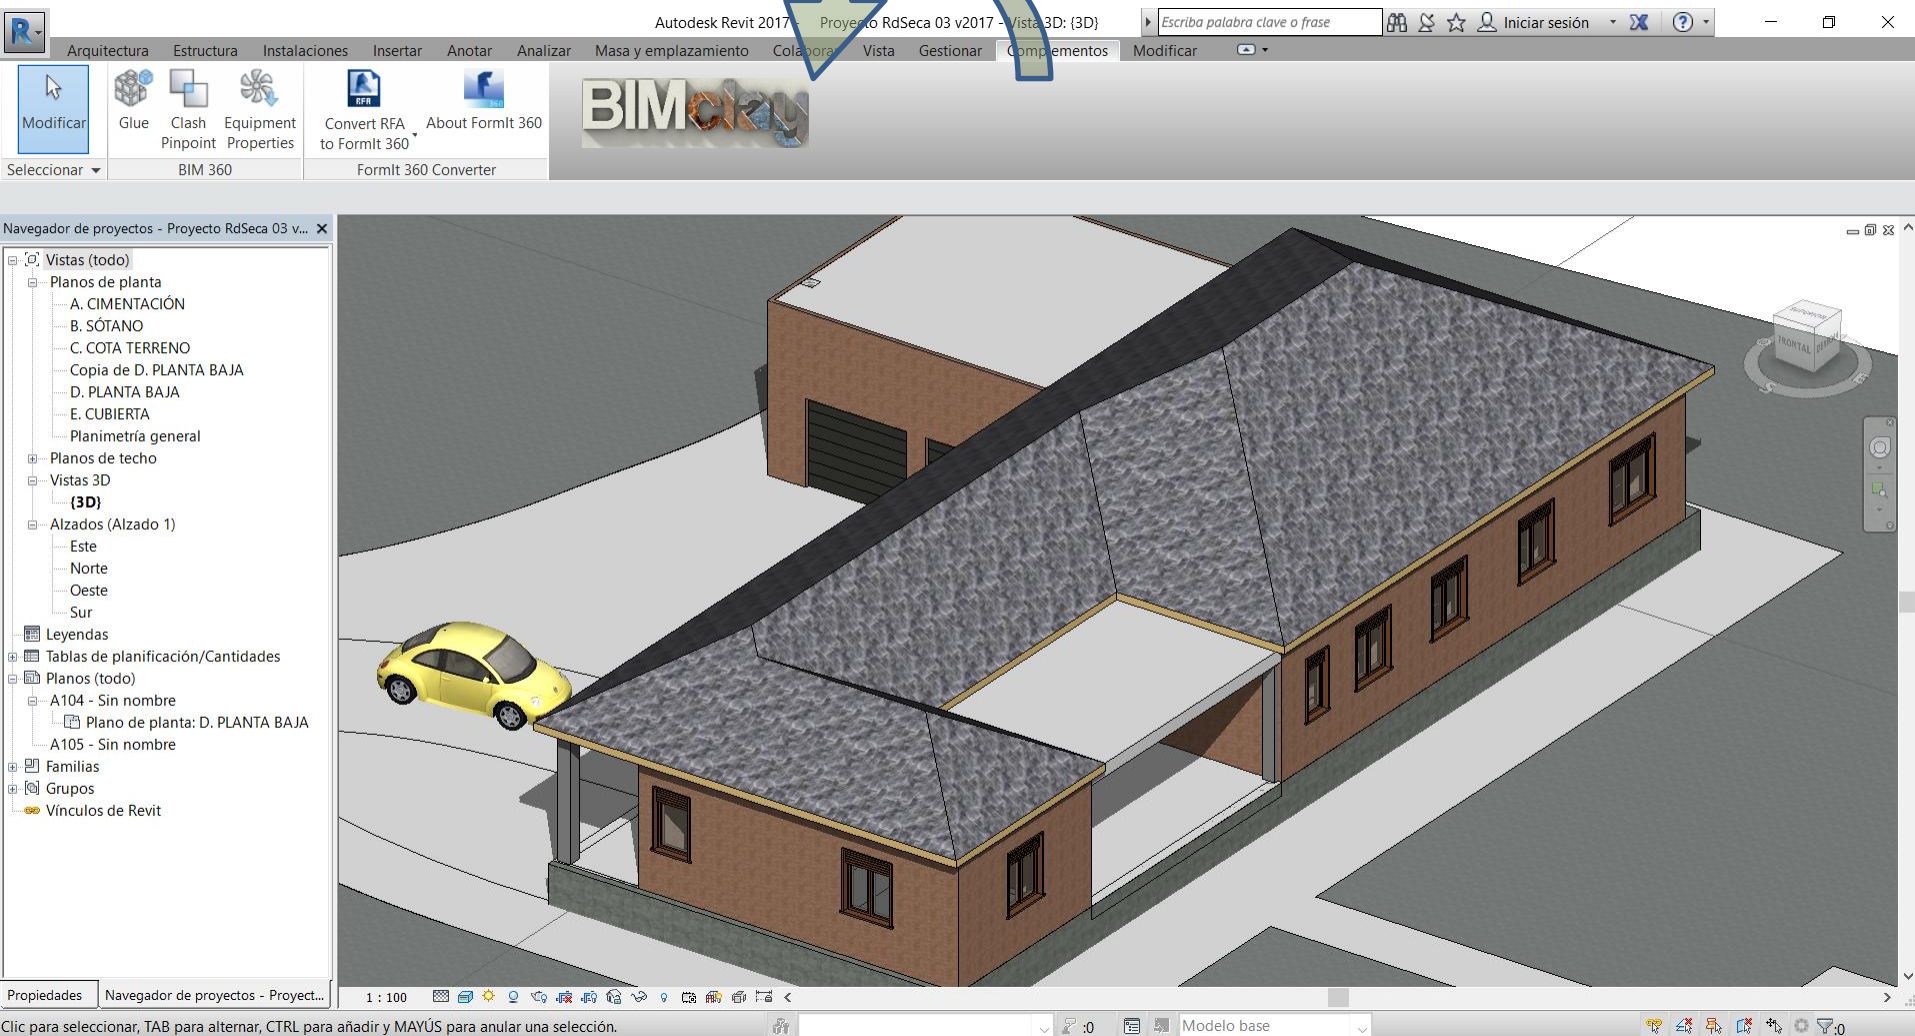 Autodesk Revit 2017 - Proyecto RdSeca 03 v2017 - Vista 3D: {3D}
Escriba palabra clave o frase
Iniciar sesión
Arquitectura Estructura Instalaciones Insertar Anotar Analizar Masa y emplazamiento Colaborar Vista Gestionar Complementos Modificar
Modificar
Glue
Clash Pinpoint
Equipment Properties
RFA
Convert RFA to FormIt 360
360
About FormIt 360
BIMclay
Seleccionar
BIM 360
FormIt 360 Converter
Navegador de proyectos - Proyecto RdSeca 03 v...
Vistas (todo)
Planos de planta
A. CIMENTACIÓN
B. SÓTANO
C. COTA TERRENO
Copia de D. PLANTA BAJA
D. PLANTA BAJA
E. CUBIERTA
Planimetría general
Planos de techo
Vistas 3D
{3D}
Alzados (Alzado 1)
Este
Norte
Oeste
Sur
Leyendas
Tablas de planificación/Cantidades
Planos (todo)
A104 - Sin nombre
Plano de planta: D. PLANTA BAJA
A105 - Sin nombre
Familias
Grupos
Vínculos de Revit
FRONTAL
Propiedades
Navegador de proyectos - Proyect...
1 : 100
Clic para seleccionar, TAB para alternar, CTRL para añadir y MAYÚS para anular una selección.
:0
Modelo base
:0